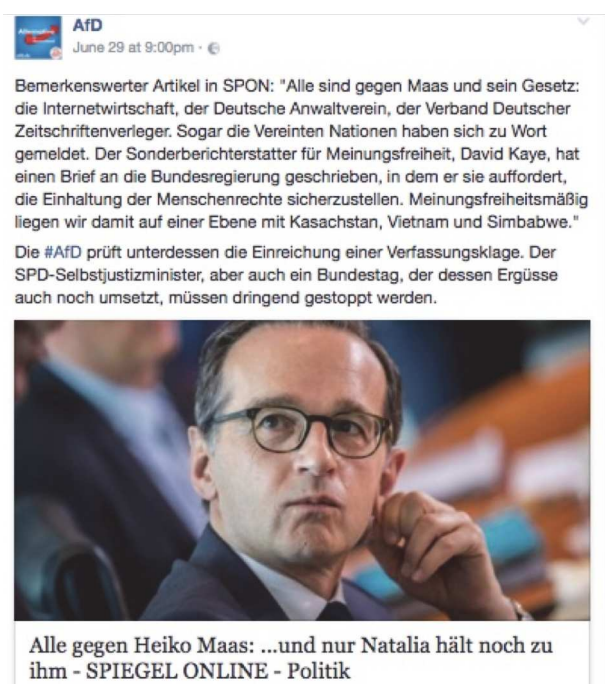 AfD
June 29 at 9:00pm ·
Bemerkenswerter Artikel in SPON: "Alle sind gegen Maas und sein Gesetz:
die Internetwirtschaft, der Deutsche Anwaltverein, der Verband Deutscher
Zeitschriftenverleger. Sogar die Vereinten Nationen haben sich zu Wort
gemeldet. Der Sonderberichterstatter für Meinungsfreiheit, David Kaye, hat
einen Brief an die Bundesregierung geschrieben, in dem er sie auffordert,
die Einhaltung der Menschenrechte sicherzustellen. Meinungsfreiheitsmäßig
liegen wir damit auf einer Ebene mit Kasachstan, Vietnam und Simbabwe."
Die #AfD prüft unterdessen die Einreichung einer Verfassungsklage. Der
SPD-Selbstjustizminister, aber auch ein Bundestag, der dessen Ergüsse
auch noch umsetzt, müssen dringend gestoppt werden.
Alle gegen Heiko Maas: ...und nur Natalia hält noch zu
ihm - SPIEGEL ONLINE - Politik